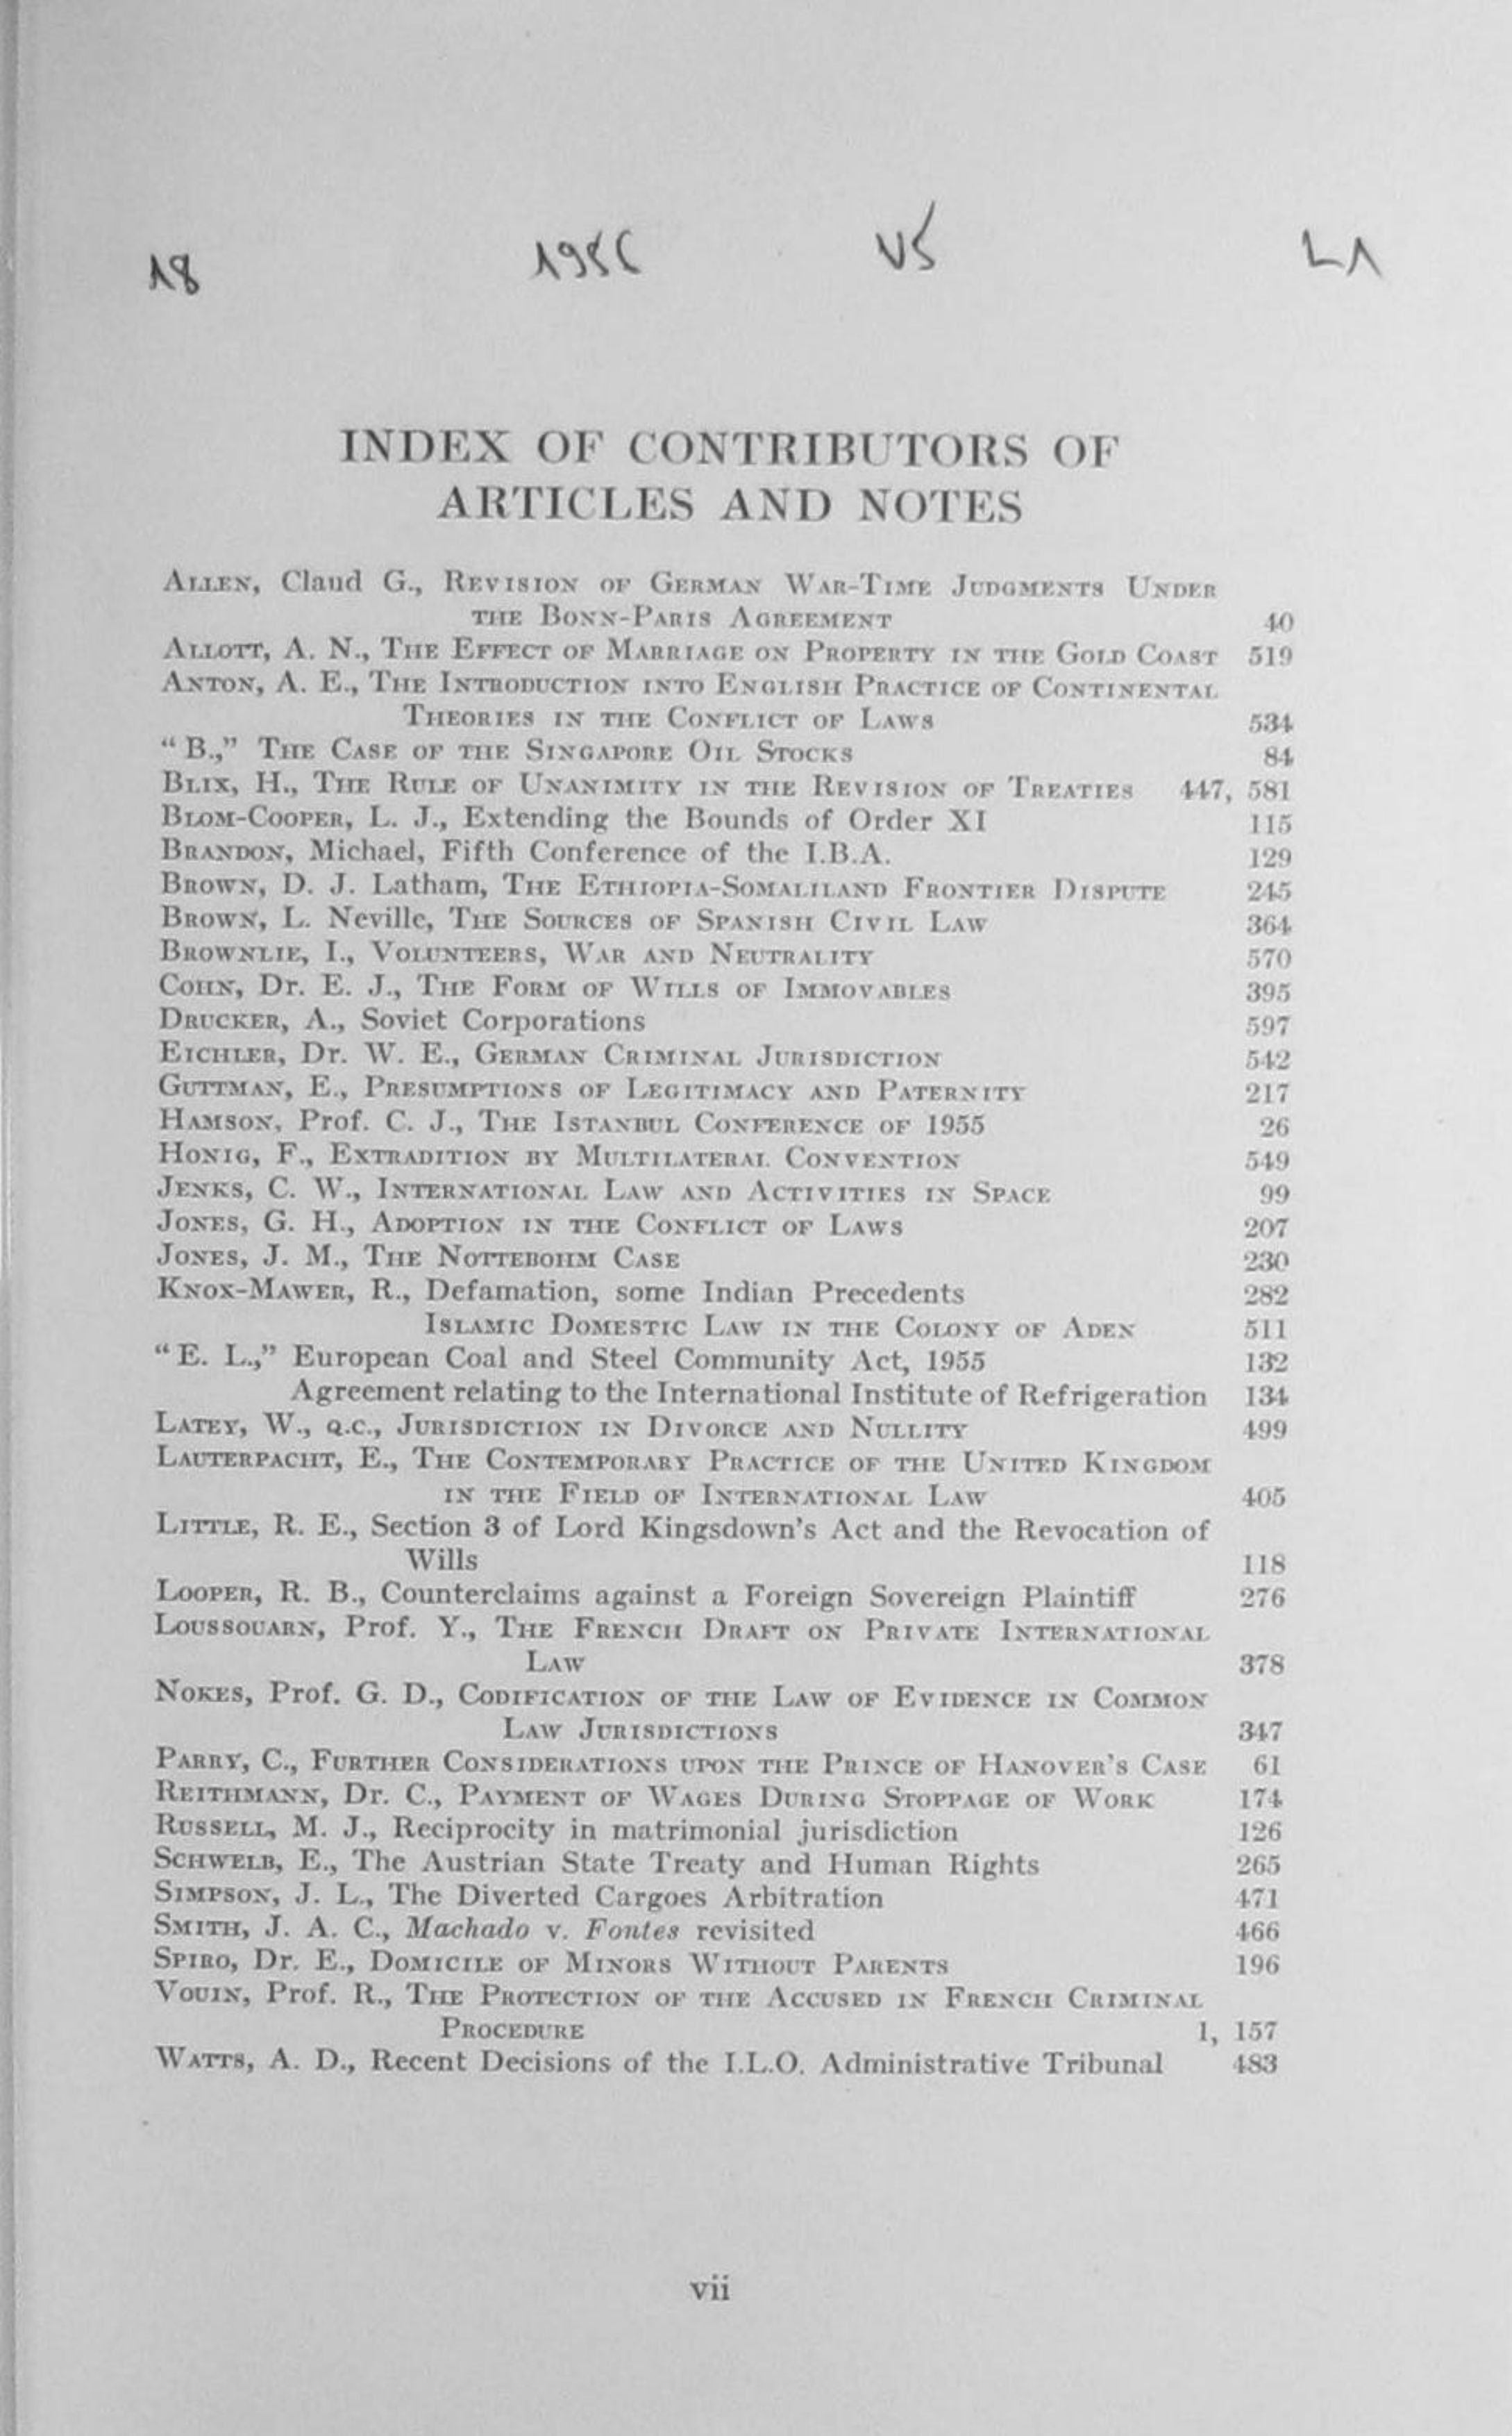 18 1956 V5 L1
INDEX OF CONTRIBUTORS OF
ARTICLES AND NOTES
ALLEN, Claud G., REVISION OF GERMAN WAR-TIME JUDGMENTS UNDER
THE BONN-PARIS AGREEMENT 40
ALLOTT, A. N., THE EFFECT OF MARRIAGE ON PROPERTY IN THE GOLD COAST 519
ANTON, A. E., THE INTRODUCTION INTO ENGLISH PRACTICE OF CONTINENTAL
THEORIES IN THE CONFLICT OF LAWS 534
“B.,” THE CASE OF THE SINGAPORE OIL STOCKS 84
BLIX, H., THE RULE OF UNANIMITY IN THE REVISION OF TREATIES 447, 581
BLOM-COOPER, L. J., Extending the Bounds of Order XI 115
BRANDON, Michael, Fifth Conference of the I.B.A. 129
BROWN, D. J. Latham, THE ETHIOPIA-SOMALILAND FRONTIER DISPUTE 245
BROWN, L. Neville, THE SOURCES OF SPANISH CIVIL LAW 364
BROWNLIE, I., VOLUNTEERS, WAR AND NEUTRALITY 570
COHN, Dr. E. J., THE FORM OF WILLS OF IMMOVABLES 395
DRUCKER, A., Soviet Corporations 597
EICHLER, Dr. W. E., GERMAN CRIMINAL JURISDICTION 542
GUTTMAN, E., PRESUMPTIONS OF LEGITIMACY AND PATERNITY 217
HAMSON, Prof. C. J., THE ISTANBUL CONFERENCE OF 1955 26
HONIG, F., EXTRADITION BY MULTILATERAL CONVENTION 549
JENKS, C. W., INTERNATIONAL LAW AND ACTIVITIES IN SPACE 99
JONES, G. H., ADOPTION IN THE CONFLICT OF LAWS 207
JONES, J. M., THE NOTTEBOHM CASE 230
KNOX-MAWER, R., Defamation, some Indian Precedents 282
ISLAMIC DOMESTIC LAW IN THE COLONY OF ADEN 511
“E. L.,” European Coal and Steel Community Act, 1955 132
Agreement relating to the International Institute of Refrigeration 134
LATEY, W., Q.C., JURISDICTION IN DIVORCE AND NULLITY 499
LAUTERPACHT, E., THE CONTEMPORARY PRACTICE OF THE UNITED KINGDOM
IN THE FIELD OF INTERNATIONAL LAW 405
LITTLE, R. E., Section 3 of Lord Kingsdown's Act and the Revocation of
Wills 118
LOOPER, R. B., Counterclaims against a Foreign Sovereign Plaintiff 276
LOUSSOUARN, Prof. Y., THE FRENCH DRAFT ON PRIVATE INTERNATIONAL
LAW 378
NOKES, Prof. G. D., CODIFICATION OF THE LAW OF EVIDENCE IN COMMON
LAW JURISDICTIONS 347
PARRY, C., FURTHER CONSIDERATIONS UPON THE PRINCE OF HANOVER'S CASE 61
REITHMANN, Dr. C., PAYMENT OF WAGES DURING STOPPAGE OF WORK 174
RUSSELL, M. J., Reciprocity in matrimonial jurisdiction 126
SCHWELB, E., The Austrian State Treaty and Human Rights 265
SIMPSON, J. L., The Diverted Cargoes Arbitration 471
SMITH, J. A. C., Machado v. Fontes revisited 466
SPIRO, Dr. E., DOMICILE OF MINORS WITHOUT PARENTS 196
VOUIN, Prof. R., THE PROTECTION OF THE ACCUSED IN FRENCH CRIMINAL
PROCEDURE 1, 157
WATTS, A. D., Recent Decisions of the I.L.O. Administrative Tribunal 483
vii